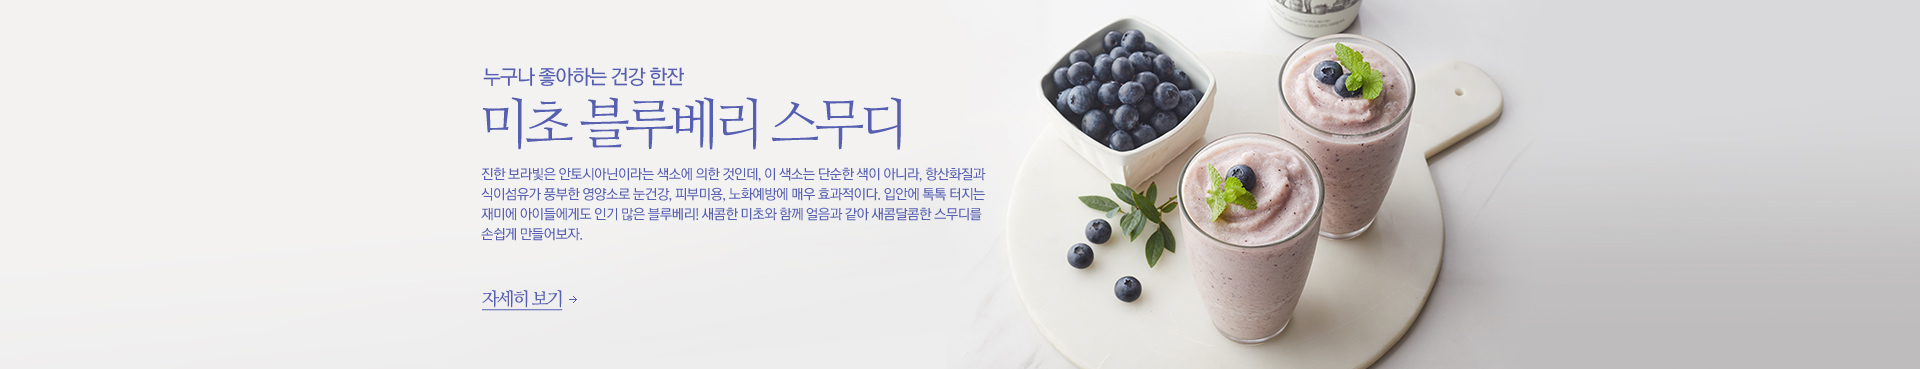 누구나 좋아하는 건강 한잔
미초 블루베리 스무디
진한 보라빛은 안토시아닌이라는 색소에 의한 것인데, 이 색소는 단순한 색이 아니라, 항산화질과
식이섬유가 풍부한 영양소로 눈건강, 피부미용, 노화예방에 매우 효과적이다. 입안에 톡톡 터지는
재미에 아이들에게도 인기 많은 블루베리! 새콤한 미초와 함께 얼음과 같아 새콤달콤한 스무디를
손쉽게 만들어보자.
자세히 보기 →